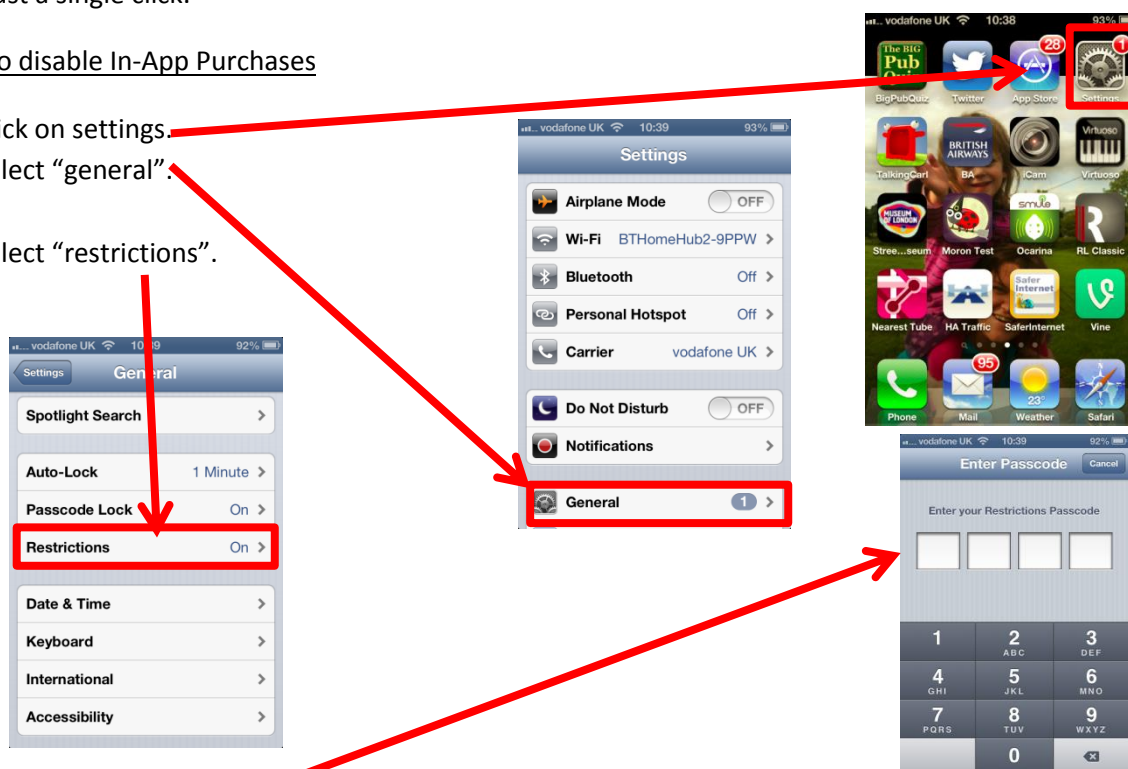 ust a single click.
o disable In-App Purchases
ick on settings.
lect "general".
lect "restrictions".
vodafone UK 10:38 93%
The BIG Pub Quiz
28
1
BigPubQuiz Twitter App Store Settings
BRITISH AIRWAYS
Virtuoso
TalkingCarl BA iCam Virtuoso
MUSEUM OF LONDON
smule
R
Stree...seum Moron Test Ocarina RL Classic
Safer Internet
Nearest Tube HA Traffic SaferInternet Vine
95
23°
Phone Mail Weather Safari
vodafone UK 10:39 93%
Settings
Airplane Mode OFF
Wi-Fi BTHomeHub2-9PPW
Bluetooth Off
Personal Hotspot Off
Carrier vodafone UK
Do Not Disturb OFF
Notifications
General 1
vodafone UK 92%
Settings General
Spotlight Search
Auto-Lock 1 Minute
Passcode Lock On
Restrictions On
Date & Time
Keyboard
International
Accessibility
vodafone UK 10:39 92%
Enter Passcode Cancel
Enter your Restrictions Passcode
1 2 3
ABC DEF
4 5 6
GHI JKL MNO
7 8 9
PQRS TUV WXYZ
0